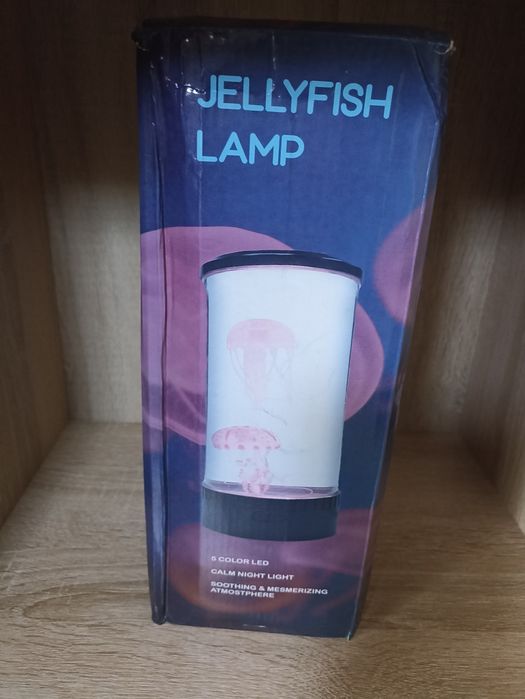 JELLYFISH
LAMP
5 COLOR LED
CALM NIGHT LIGHT
SOOTHING & MESMERIZING
ATMOSTPHERE